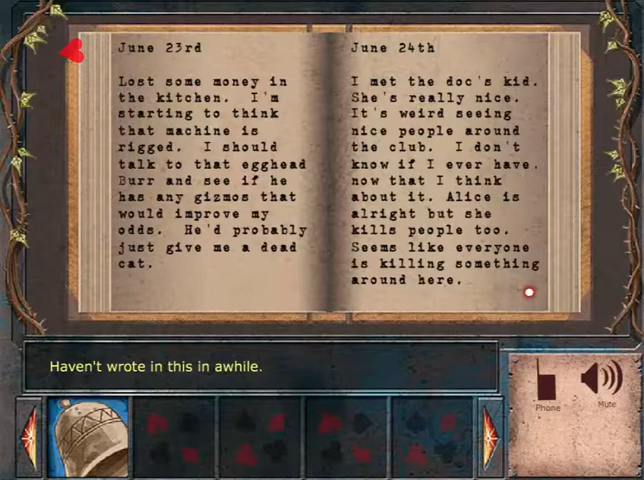 June 23rd
Lost some money in
the kitchen. I'm
starting to think
that machine is
rigged. I should
talk to that egghead
Burr and see if he
has any gizmos that
would improve my
odds. He'd probably
just give me a dead
cat.
June 24th
I met the doc's kid.
She's really nice.
It's weird seeing
nice people around
the club. I don't
know if I ever have.
now that I think
about it. Alice is
alright but she
kills people too.
Seems like everyone
is killing something
around here.
Haven't wrote in this in awhile.
Phone
Mute